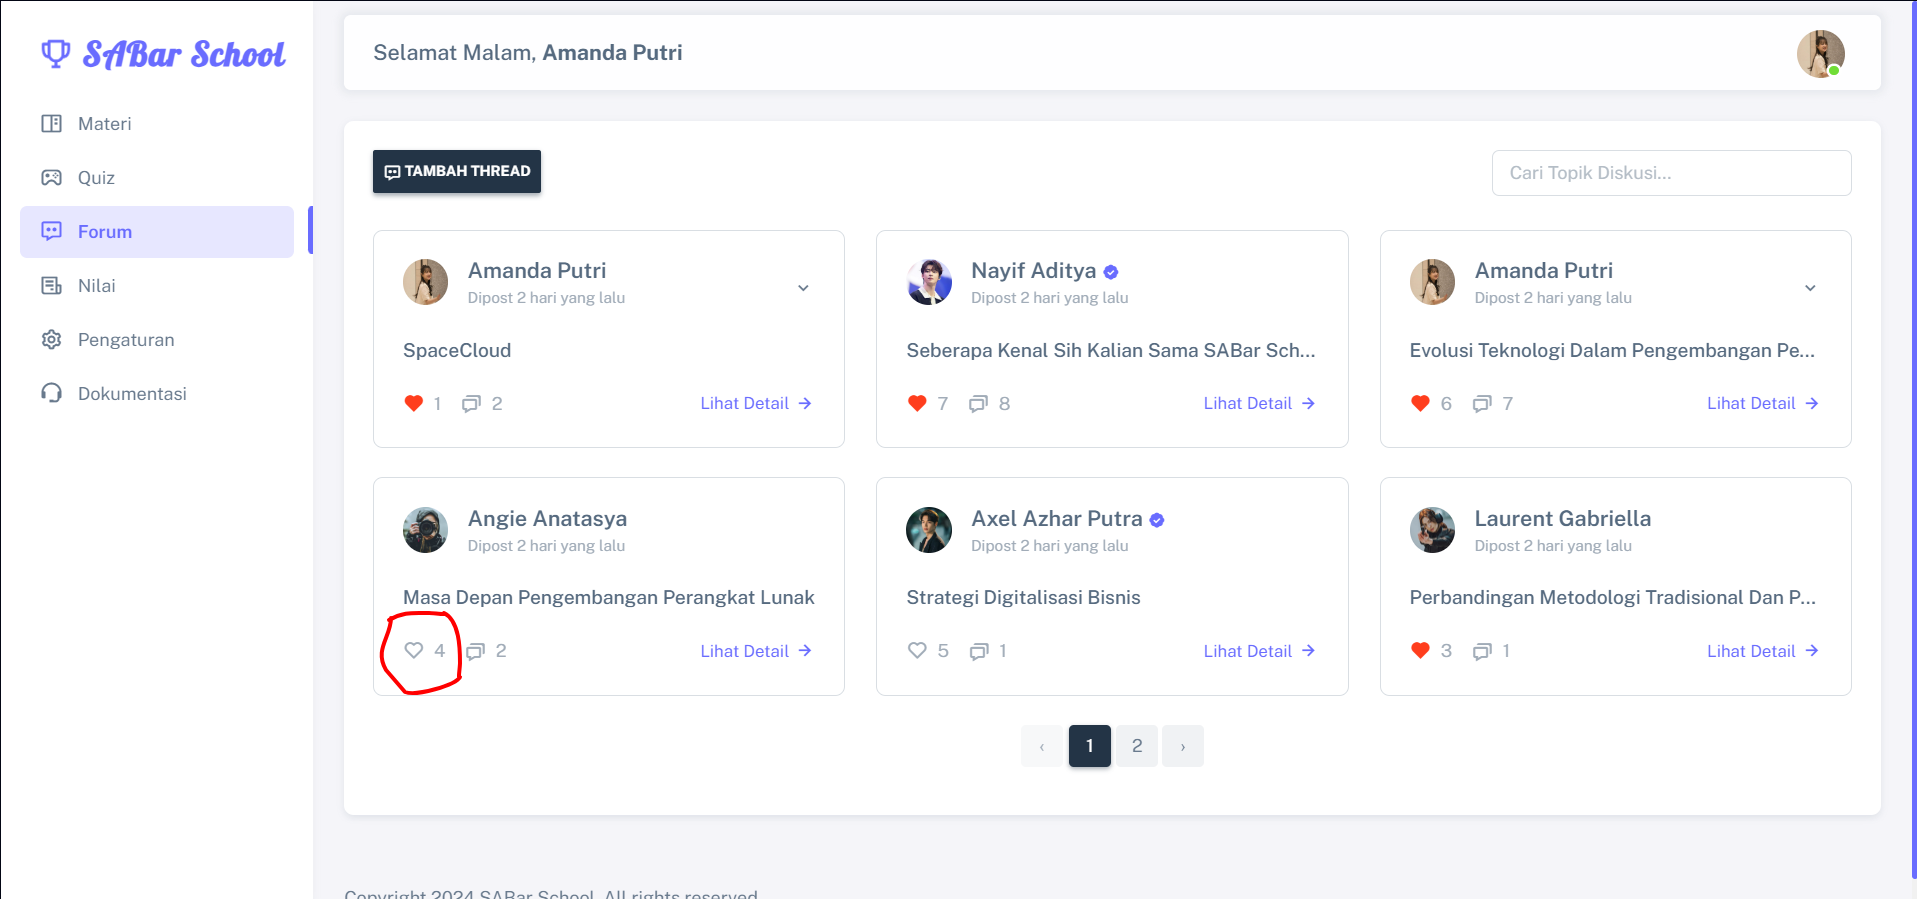 SABar School
Selamat Malam, Amanda Putri
Materi
Quiz
Forum
Nilai
Pengaturan
Dokumentasi
TAMBAH THREAD
Cari Topik Diskusi...
Amanda Putri
Dipost 2 hari yang lalu
SpaceCloud
1 2 Lihat Detail →
Nayif Aditya
Dipost 2 hari yang lalu
Seberapa Kenal Sih Kalian Sama SABar Sch...
7 8 Lihat Detail →
Amanda Putri
Dipost 2 hari yang lalu
Evolusi Teknologi Dalam Pengembangan Pe...
6 7 Lihat Detail →
Angie Anatasya
Dipost 2 hari yang lalu
Masa Depan Pengembangan Perangkat Lunak
4 2 Lihat Detail →
Axel Azhar Putra
Dipost 2 hari yang lalu
Strategi Digitalisasi Bisnis
5 1 Lihat Detail →
Laurent Gabriella
Dipost 2 hari yang lalu
Perbandingan Metodologi Tradisional Dan P...
3 1 Lihat Detail →
‹ 1 2 ›
Copyright 2024 SABar School. All rights reserved